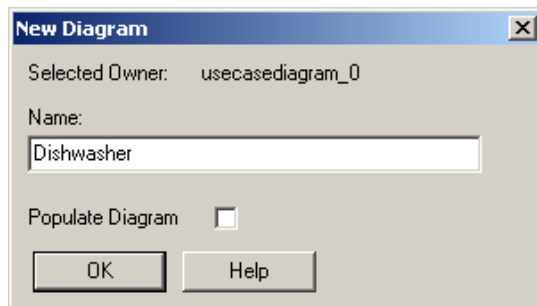 New Diagram
Selected Owner: usecasediagram_0
Name:
Dishwasher
Populate Diagram
OK Help